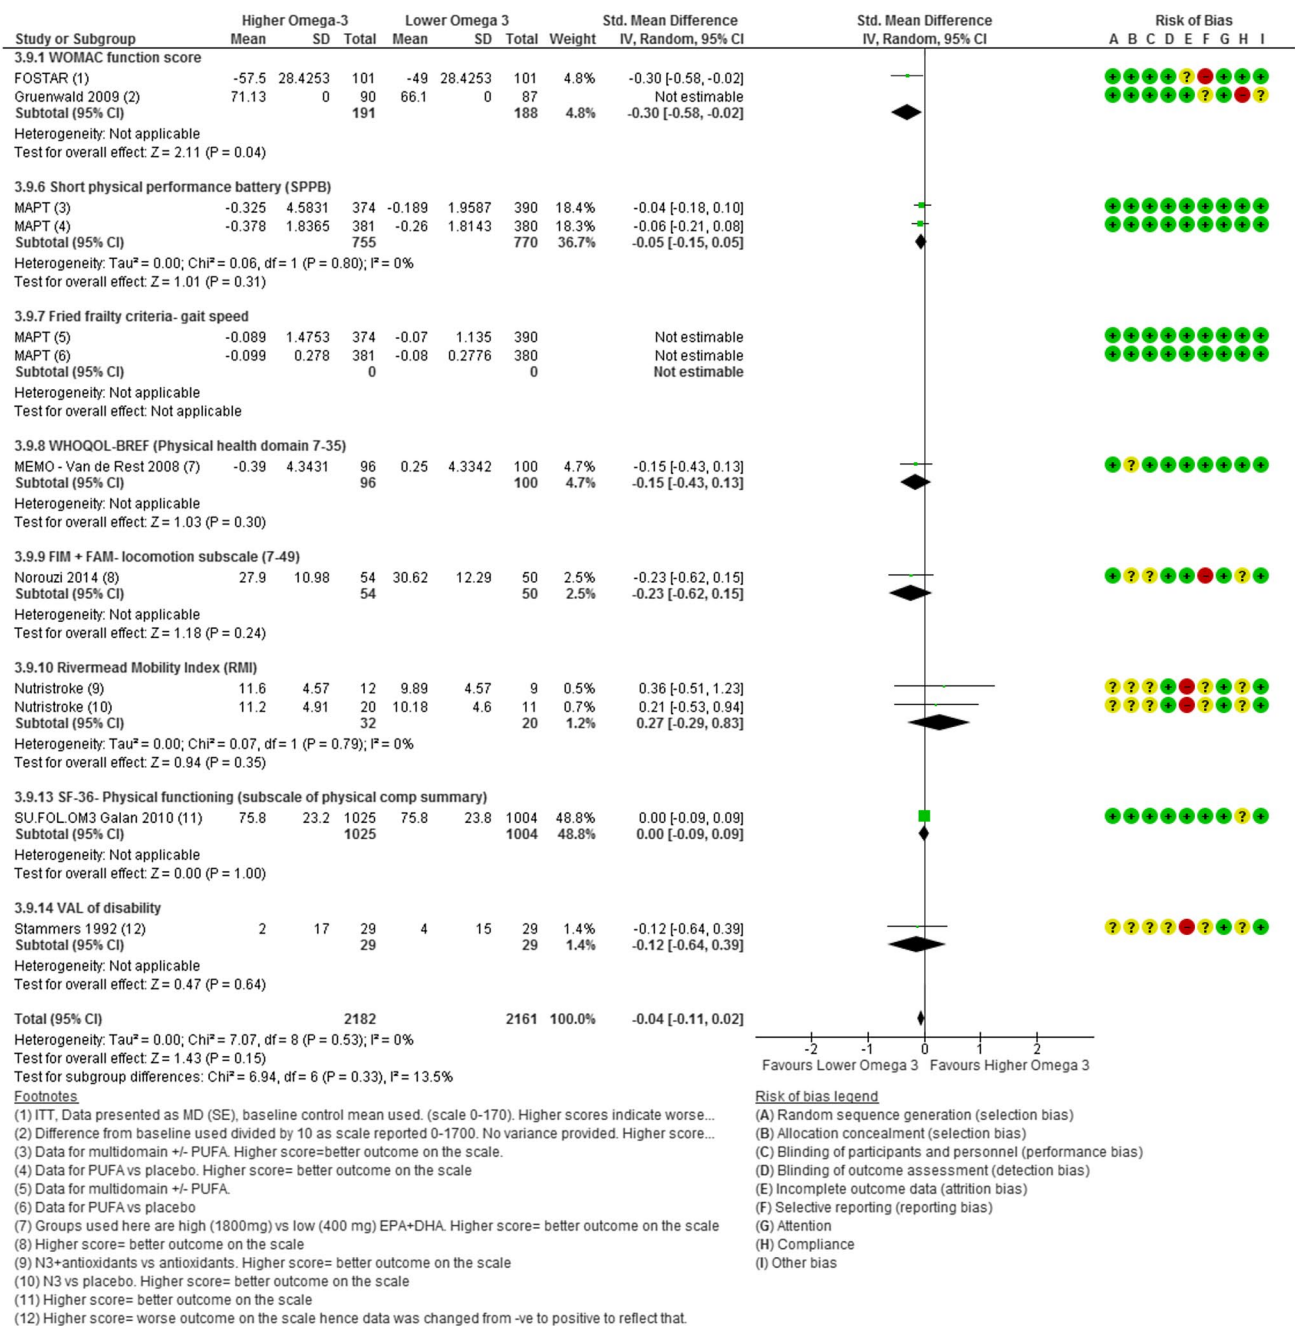 Higher Omega-3 Lower Omega 3 Std. Mean Difference Std. Mean Difference Risk of Bias
Study or Subgroup Mean SD Total Mean SD Total Weight IV, Random, 95% CI IV, Random, 95% CI A B C D E F G H I
3.9.1 WOMAC function score
FOSTAR (1) -57.5 28.4253 101 -49 28.4253 101 4.8% -0.30 [-0.58, -0.02] + + + + ? - + + +
Gruenwald 2009 (2) 71.13 0 90 66.1 0 87 Not estimable + + + + + ? + - ?
Subtotal (95% CI) 191 188 4.8% -0.30 [-0.58, -0.02]
Heterogeneity: Not applicable
Test for overall effect: Z = 2.11 (P = 0.04)
3.9.6 Short physical performance battery (SPPB)
MAPT (3) -0.325 4.5831 374 -0.189 1.9587 390 18.4% -0.04 [-0.18, 0.10] + + + + + + + + +
MAPT (4) -0.378 1.8365 381 -0.26 1.8143 380 18.3% -0.06 [-0.21, 0.08] + + + + + + + + +
Subtotal (95% CI) 755 770 36.7% -0.05 [-0.15, 0.05]
Heterogeneity: Tau² = 0.00; Chi² = 0.06, df = 1 (P = 0.80); I² = 0%
Test for overall effect: Z = 1.01 (P = 0.31)
3.9.7 Fried frailty criteria- gait speed
MAPT (5) -0.089 1.4753 374 -0.07 1.135 390 Not estimable + + + + + + + + +
MAPT (6) -0.099 0.278 381 -0.08 0.2776 380 Not estimable + + + + + + + + +
Subtotal (95% CI) 0 0 Not estimable
Heterogeneity: Not applicable
Test for overall effect: Not applicable
3.9.8 WHOQOL-BREF (Physical health domain 7-35)
MEMO - Van de Rest 2008 (7) -0.39 4.3431 96 0.25 4.3342 100 4.7% -0.15 [-0.43, 0.13] + ? + + + + + + +
Subtotal (95% CI) 96 100 4.7% -0.15 [-0.43, 0.13]
Heterogeneity: Not applicable
Test for overall effect: Z = 1.03 (P = 0.30)
3.9.9 FIM + FAM- locomotion subscale (7-49)
Norouzi 2014 (8) 27.9 10.98 54 30.62 12.29 50 2.5% -0.23 [-0.62, 0.15] + ? ? + + - + ? +
Subtotal (95% CI) 54 50 2.5% -0.23 [-0.62, 0.15]
Heterogeneity: Not applicable
Test for overall effect: Z = 1.18 (P = 0.24)
3.9.10 Rivermead Mobility Index (RMI)
Nutristroke (9) 11.6 4.57 12 9.89 4.57 9 0.5% 0.36 [-0.51, 1.23] ? ? ? + - ? + ? +
Nutristroke (10) 11.2 4.91 20 10.18 4.6 11 0.7% 0.21 [-0.53, 0.94] ? ? ? + - ? + ? +
Subtotal (95% CI) 32 20 1.2% 0.27 [-0.29, 0.83]
Heterogeneity: Tau² = 0.00; Chi² = 0.07, df = 1 (P = 0.79); I² = 0%
Test for overall effect: Z = 0.94 (P = 0.35)
3.9.13 SF-36- Physical functioning (subscale of physical comp summary)
SU.FOL.OM3 Galan 2010 (11) 75.8 23.2 1025 75.8 23.8 1004 48.8% 0.00 [-0.09, 0.09] + + + + + + + ? +
Subtotal (95% CI) 1025 1004 48.8% 0.00 [-0.09, 0.09]
Heterogeneity: Not applicable
Test for overall effect: Z = 0.00 (P = 1.00)
3.9.14 VAL of disability
Stammers 1992 (12) 2 17 29 4 15 29 1.4% -0.12 [-0.64, 0.39] ? ? ? ? - ? + ? +
Subtotal (95% CI) 29 29 1.4% -0.12 [-0.64, 0.39]
Heterogeneity: Not applicable
Test for overall effect: Z = 0.47 (P = 0.64)
Total (95% CI) 2182 2161 100.0% -0.04 [-0.11, 0.02]
Heterogeneity: Tau² = 0.00; Chi² = 7.07, df = 8 (P = 0.53); I² = 0%
Test for overall effect: Z = 1.43 (P = 0.15)
Test for subgroup differences: Chi² = 6.94, df = 6 (P = 0.33), I² = 13.5%
-2 -1 0 1 2
Favours Lower Omega 3 Favours Higher Omega 3
Footnotes
(1) ITT, Data presented as MD (SE), baseline control mean used. (scale 0-170). Higher scores indicate worse...
(2) Difference from baseline used divided by 10 as scale reported 0-1700. No variance provided. Higher score...
(3) Data for multidomain +/- PUFA. Higher score=better outcome on the scale.
(4) Data for PUFA vs placebo. Higher score= better outcome on the scale
(5) Data for multidomain +/- PUFA.
(6) Data for PUFA vs placebo
(7) Groups used here are high (1800mg) vs low (400 mg) EPA+DHA. Higher score= better outcome on the scale
(8) Higher score= better outcome on the scale
(9) N3+antioxidants vs antioxidants. Higher score= better outcome on the scale
(10) N3 vs placebo. Higher score= better outcome on the scale
(11) Higher score= better outcome on the scale
(12) Higher score= worse outcome on the scale hence data was changed from -ve to positive to reflect that.
Risk of bias legend
(A) Random sequence generation (selection bias)
(B) Allocation concealment (selection bias)
(C) Blinding of participants and personnel (performance bias)
(D) Blinding of outcome assessment (detection bias)
(E) Incomplete outcome data (attrition bias)
(F) Selective reporting (reporting bias)
(G) Attention
(H) Compliance
(I) Other bias